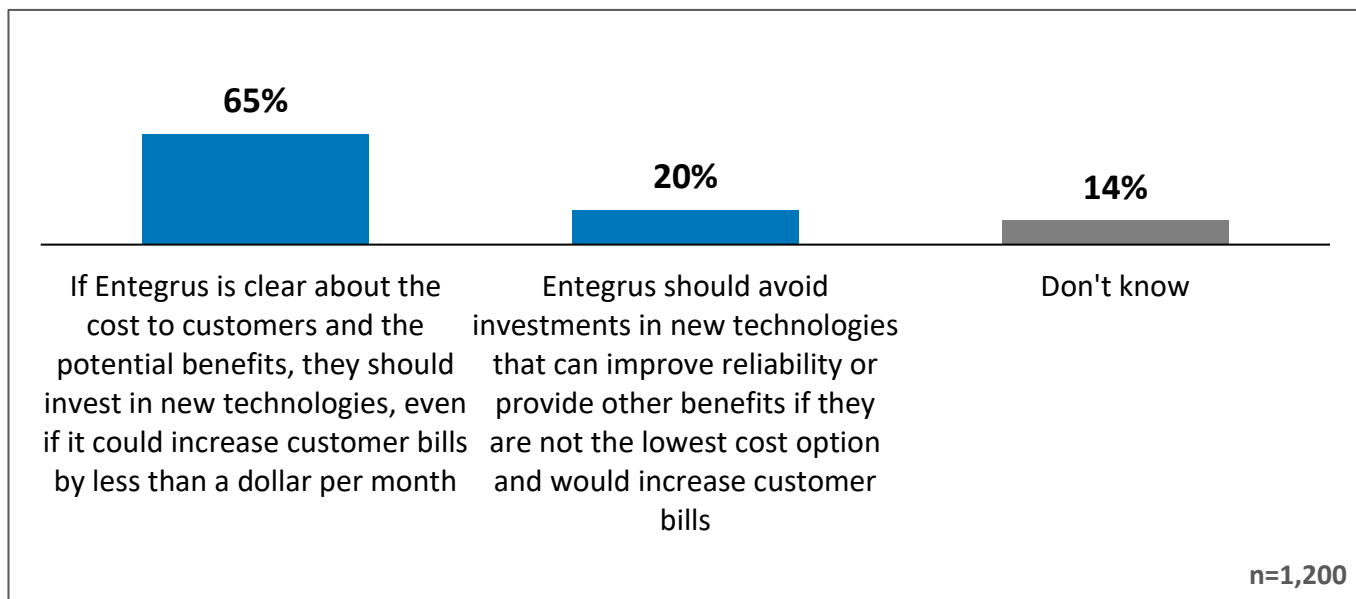 65%
20%
14%
If Entegrus is clear about the
cost to customers and the
potential benefits, they should
invest in new technologies, even
if it could increase customer bills
by less than a dollar per month
Entegrus should avoid
investments in new technologies
that can improve reliability or
provide other benefits if they
are not the lowest cost option
and would increase customer
bills
Don't know
n=1,200